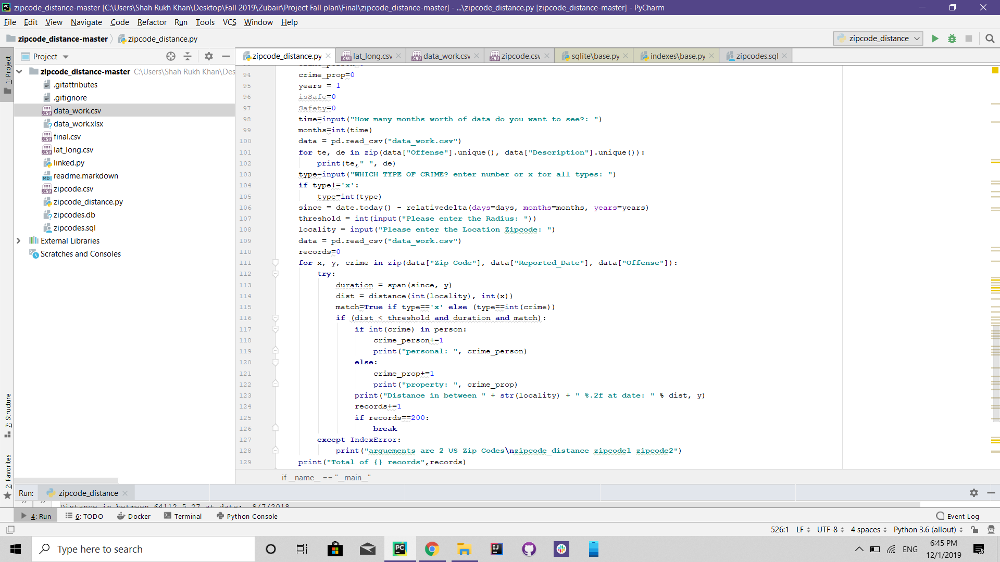 zipcode_distance-master [C:\Users\Shah Rukh Khan\Desktop\Fall 2019\Zubair\Project Fall plan\Final\zipcode_distance-master] - ...\zipcode_distance.py [zipcode_distance-master] - PyCharm
File Edit View Navigate Code Refactor Run Tools VCS Window Help
zipcode_distance-master zipcode_distance.py
zipcode_distance
1: Project
Project
zipcode_distance-master C:\Users\Shah Rukh Khan\Des
.gitattributes
.gitignore
data_work.csv
data_work.xlsx
final.csv
lat_long.csv
linked.py
readme.markdown
zipcode.csv
zipcode_distance.py
zipcodes.db
zipcodes.sql
External Libraries
Scratches and Consoles
7: Structure
2: Favorites
zipcode_distance.py lat_long.csv data_work.csv zipcode.csv sqlite\base.py indexes\base.py zipcodes.sql
94 crime_prop=0
95 years = 1
96 isSafe=0
97 Safety=0
98 time=input("How many months worth of data do you want to see?: ")
99 months=int(time)
100 data = pd.read_csv("data_work.csv")
101 for te, de in zip(data["Offense"].unique(), data["Description"].unique()):
102 print(te," ", de)
103 type=input("WHICH TYPE OF CRIME? enter number or x for all types: ")
104 if type!='x':
105 type=int(type)
106 since = date.today() - relativedelta(days=days, months=months, years=years)
107 threshold = int(input("Please enter the Radius: "))
108 locality = input("Please enter the Location Zipcode: ")
109 data = pd.read_csv("data_work.csv")
110 records=0
111 for x, y, crime in zip(data["Zip Code"], data["Reported_Date"], data["Offense"]):
112 try:
113 duration = span(since, y)
114 dist = distance(int(locality), int(x))
115 match=True if type=='x' else (type==int(crime))
116 if (dist < threshold and duration and match):
117 if int(crime) in person:
118 crime_person+=1
119 print("personal: ", crime_person)
120 else:
121 crime_prop+=1
122 print("property: ", crime_prop)
123 print("Distance in between " + str(locality) + " %.2f at date: " % dist, y)
124 records+=1
125 if records==200:
126 break
127 except IndexError:
128 print("arguements are 2 US Zip Codes\nzipcode_distance zipcode1 zipcode2")
129 print("Total of {} records",records)
if __name__ == "__main__"
Run: zipcode_distance
Distance in between 64112 5.27 at date: 9/7/2018
4: Run 6: TODO Docker Terminal Python Console Event Log
526:1 LF UTF-8 4 spaces Python 3.6 (allout)
Type here to search
ENG
6:45 PM
12/1/2019